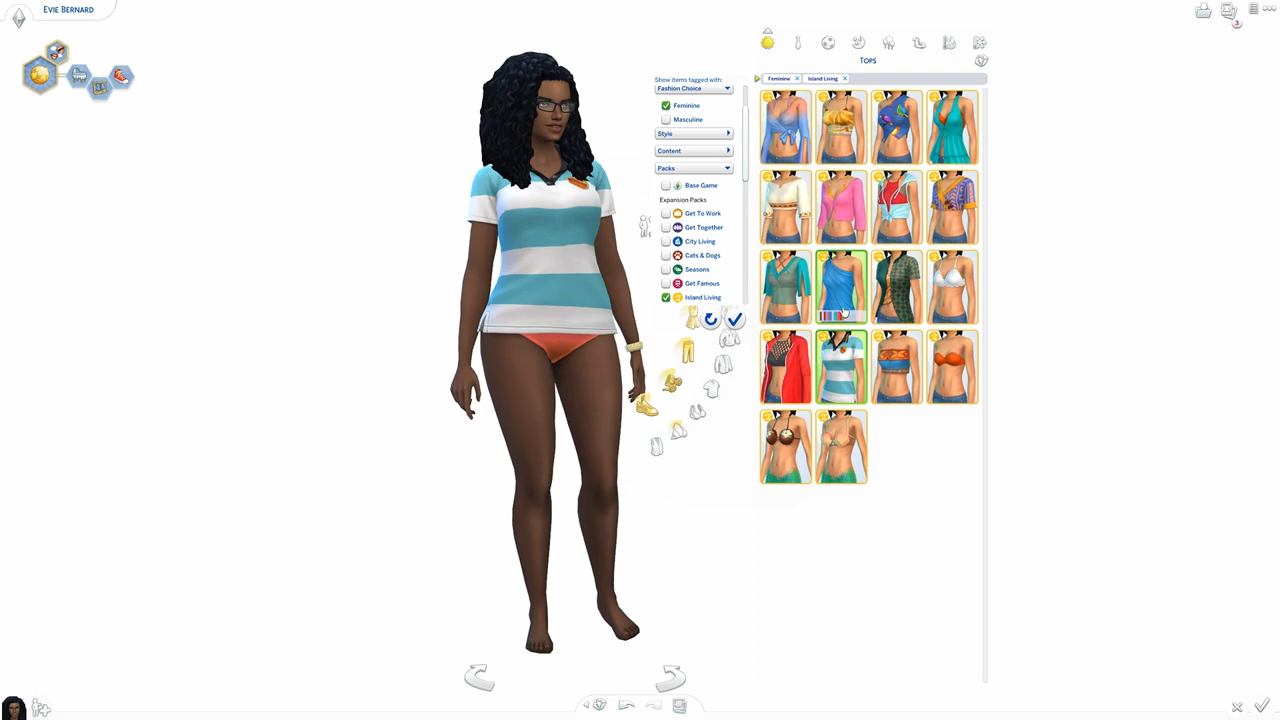 EVIE BERNARD
3
TOPS
Show items tagged with:
Feminine ×
Island Living ×
Fashion Choice
Feminine
Masculine
Style
Content
Packs
Base Game
Expansion Packs
Get To Work
Get Together
City Living
Cats & Dogs
Seasons
Get Famous
Island Living